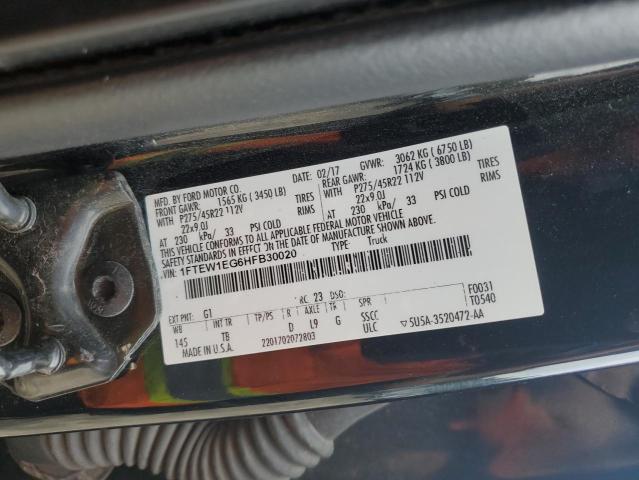 MFD. BY FORD MOTOR CO.
DATE: 02/17 GVWR: 3062 KG ( 6750 LB)
FRONT GAWR: 1565 KG ( 3450 LB) REAR GAWR: 1724 KG ( 3800 LB)
WITH P275/45R22 112V TIRES WITH P275/45R22 112V TIRES
22x9.0J RIMS 22x9.0J RIMS
AT 230 kPa/ 33 PSI COLD AT 230 kPa/ 33 PSI COLD
THIS VEHICLE CONFORMS TO ALL APPLICABLE FEDERAL MOTOR VEHICLE
SAFETY STANDARDS IN EFFECT ON THE DATE OF MANUFACTURE SHOWN ABOVE.
VIN: 1FTEW1EG6HFB30020
TYPE: Truck
F0031
T0540
EXT PNT: G1 RC: 23 DSO:
WB INT TR TP/PS R AXLE TR SPR
145 TB D L9 G SSCC
MADE IN U.S.A. 2201702072803 ULC
5U5A-3520472-AA